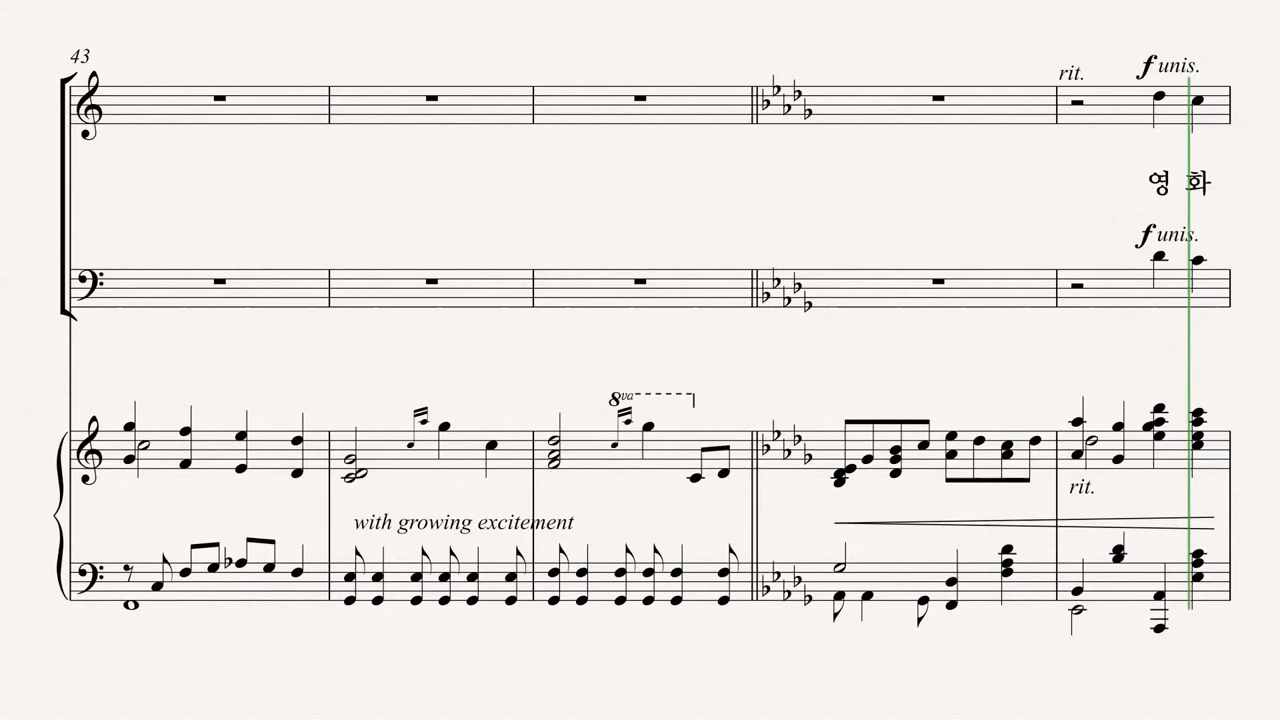 43
rit.
f unis.
영 화
f unis.
8va
rit.
with growing excitement